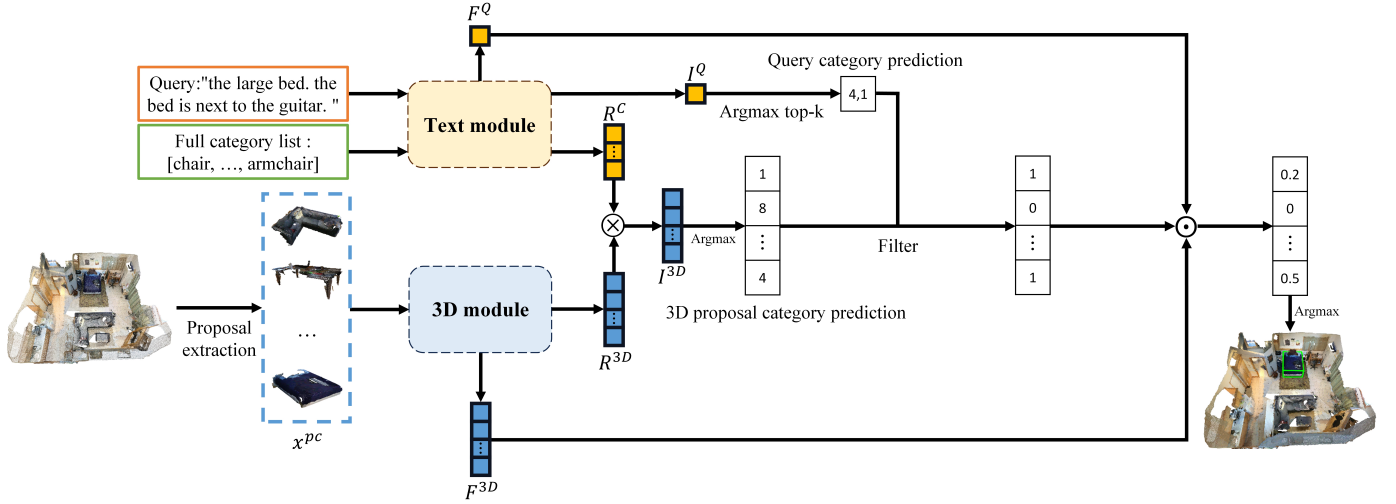 F^Q
Query:"the large bed. the
bed is next to the guitar. "
Full category list :
[chair, …, armchair]
Text module
I^Q
Argmax top-k
Query category prediction
4,1
R^C
Proposal
extraction
…
x^{pc}
3D module
R^{3D}
F^{3D}
I^{3D}
Argmax
1
8
⋮
4
3D proposal category prediction
Filter
1
0
⋮
1
0.2
0
⋮
0.5
Argmax